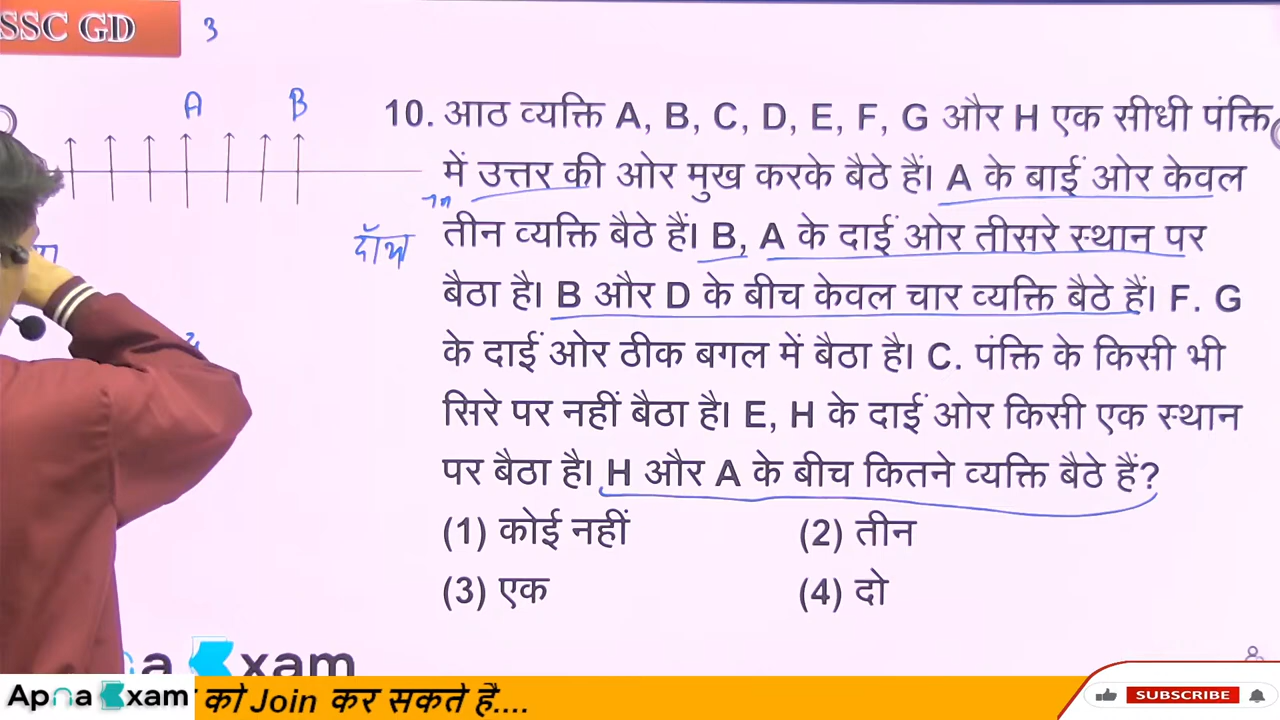 SSC GD
3
A
B
10. आठ व्यक्ति A, B, C, D, E, F, G और H एक सीधी पंक्ति
में उत्तर की ओर मुख करके बैठे हैं। A के बाईं ओर केवल
तीन व्यक्ति बैठे हैं। B, A के दाईं ओर तीसरे स्थान पर
बैठा है। B और D के बीच केवल चार व्यक्ति बैठे हैं। F. G
के दाईं ओर ठीक बगल में बैठा है। C. पंक्ति के किसी भी
सिरे पर नहीं बैठा है। E, H के दाईं ओर किसी एक स्थान
पर बैठा है। H और A के बीच कितने व्यक्ति बैठे हैं?
(1) कोई नहीं (2) तीन
(3) एक (4) दो
a xam
Apna Exam को Join कर सकते है....
SUBSCRIBE